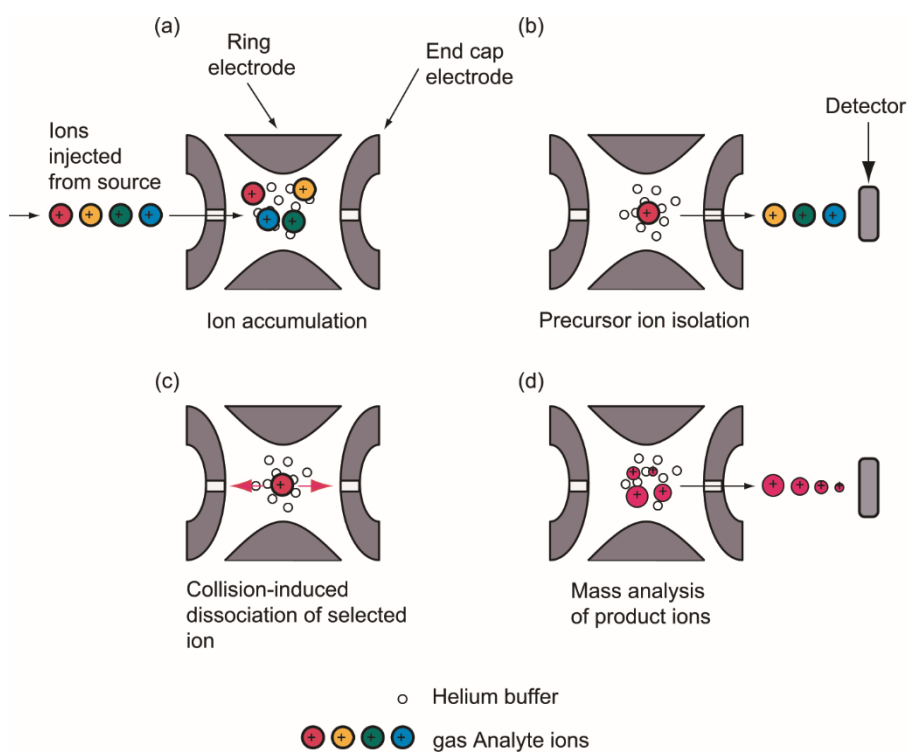 (a)
Ring
electrode
End cap
electrode
(b)
Detector
Ions
injected
from source
+ + + +
+ + + +
+
+ + +
Ion accumulation
Precursor ion isolation
(c)
(d)
+
+ + + +
+ + + +
Collision-induced
dissociation of selected
ion
Mass analysis
of product ions
Helium buffer
+ + + +
gas Analyte ions